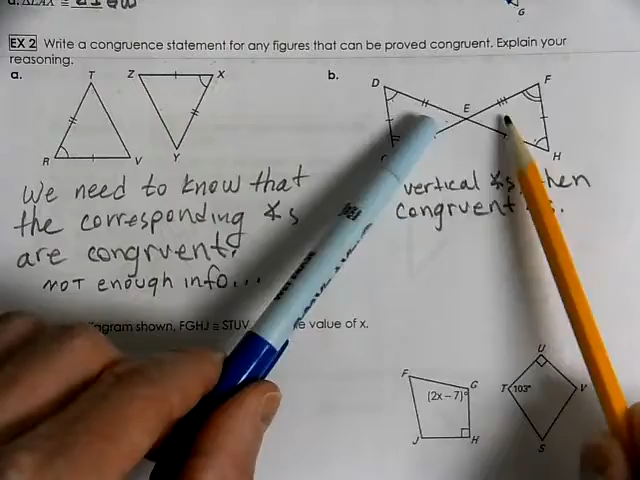 G
EX 2 Write a congruence statement for any figures that can be proved congruent. Explain your
reasoning.
a. T Z X b. D E F
R V Y H
We need to know that
the corresponding ∡s
are congruent.
not enough info...
vertical ∡s, then
congruent
diagram shown, FGHJ ≅ STUV, value of x.
F G (2x – 7)° J H
U T 103° V S